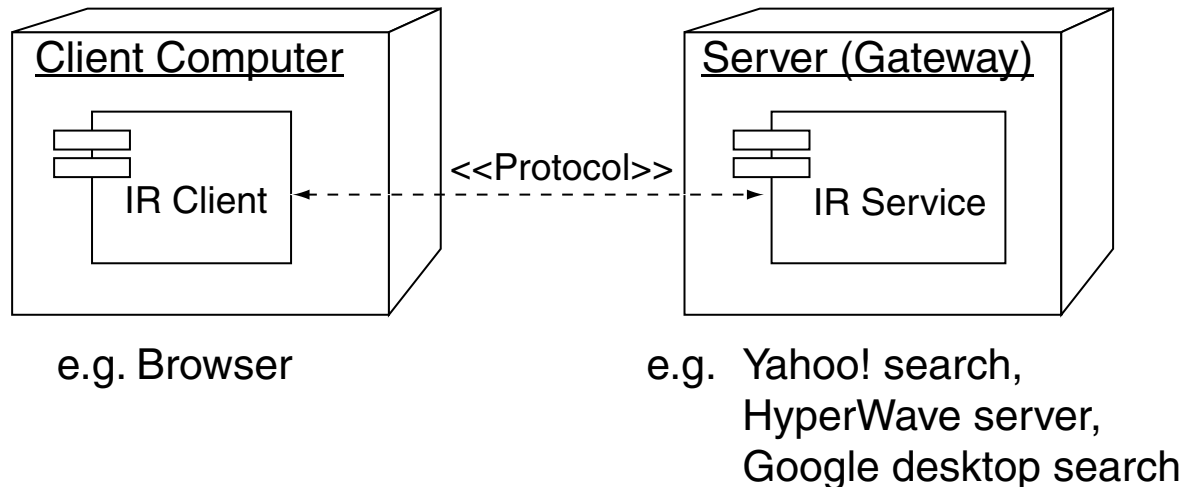 Client Computer
IR Client
<<Protocol>>
Server (Gateway)
IR Service
e.g. Browser
e.g. Yahoo! search,
HyperWave server,
Google desktop search